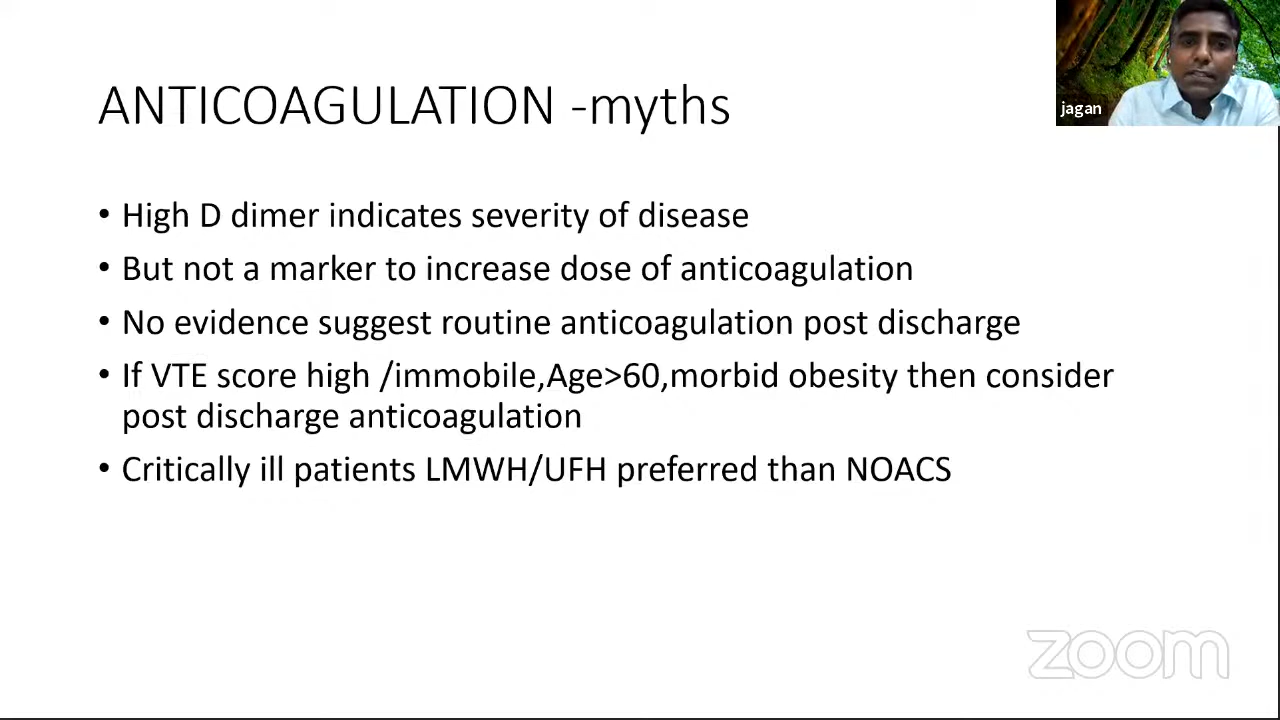 ANTICOAGULATION -myths
jagan
• High D dimer indicates severity of disease
• But not a marker to increase dose of anticoagulation
• No evidence suggest routine anticoagulation post discharge
• If VTE score high /immobile,Age>60,morbid obesity then consider
post discharge anticoagulation
• Critically ill patients LMWH/UFH preferred than NOACS
zoom